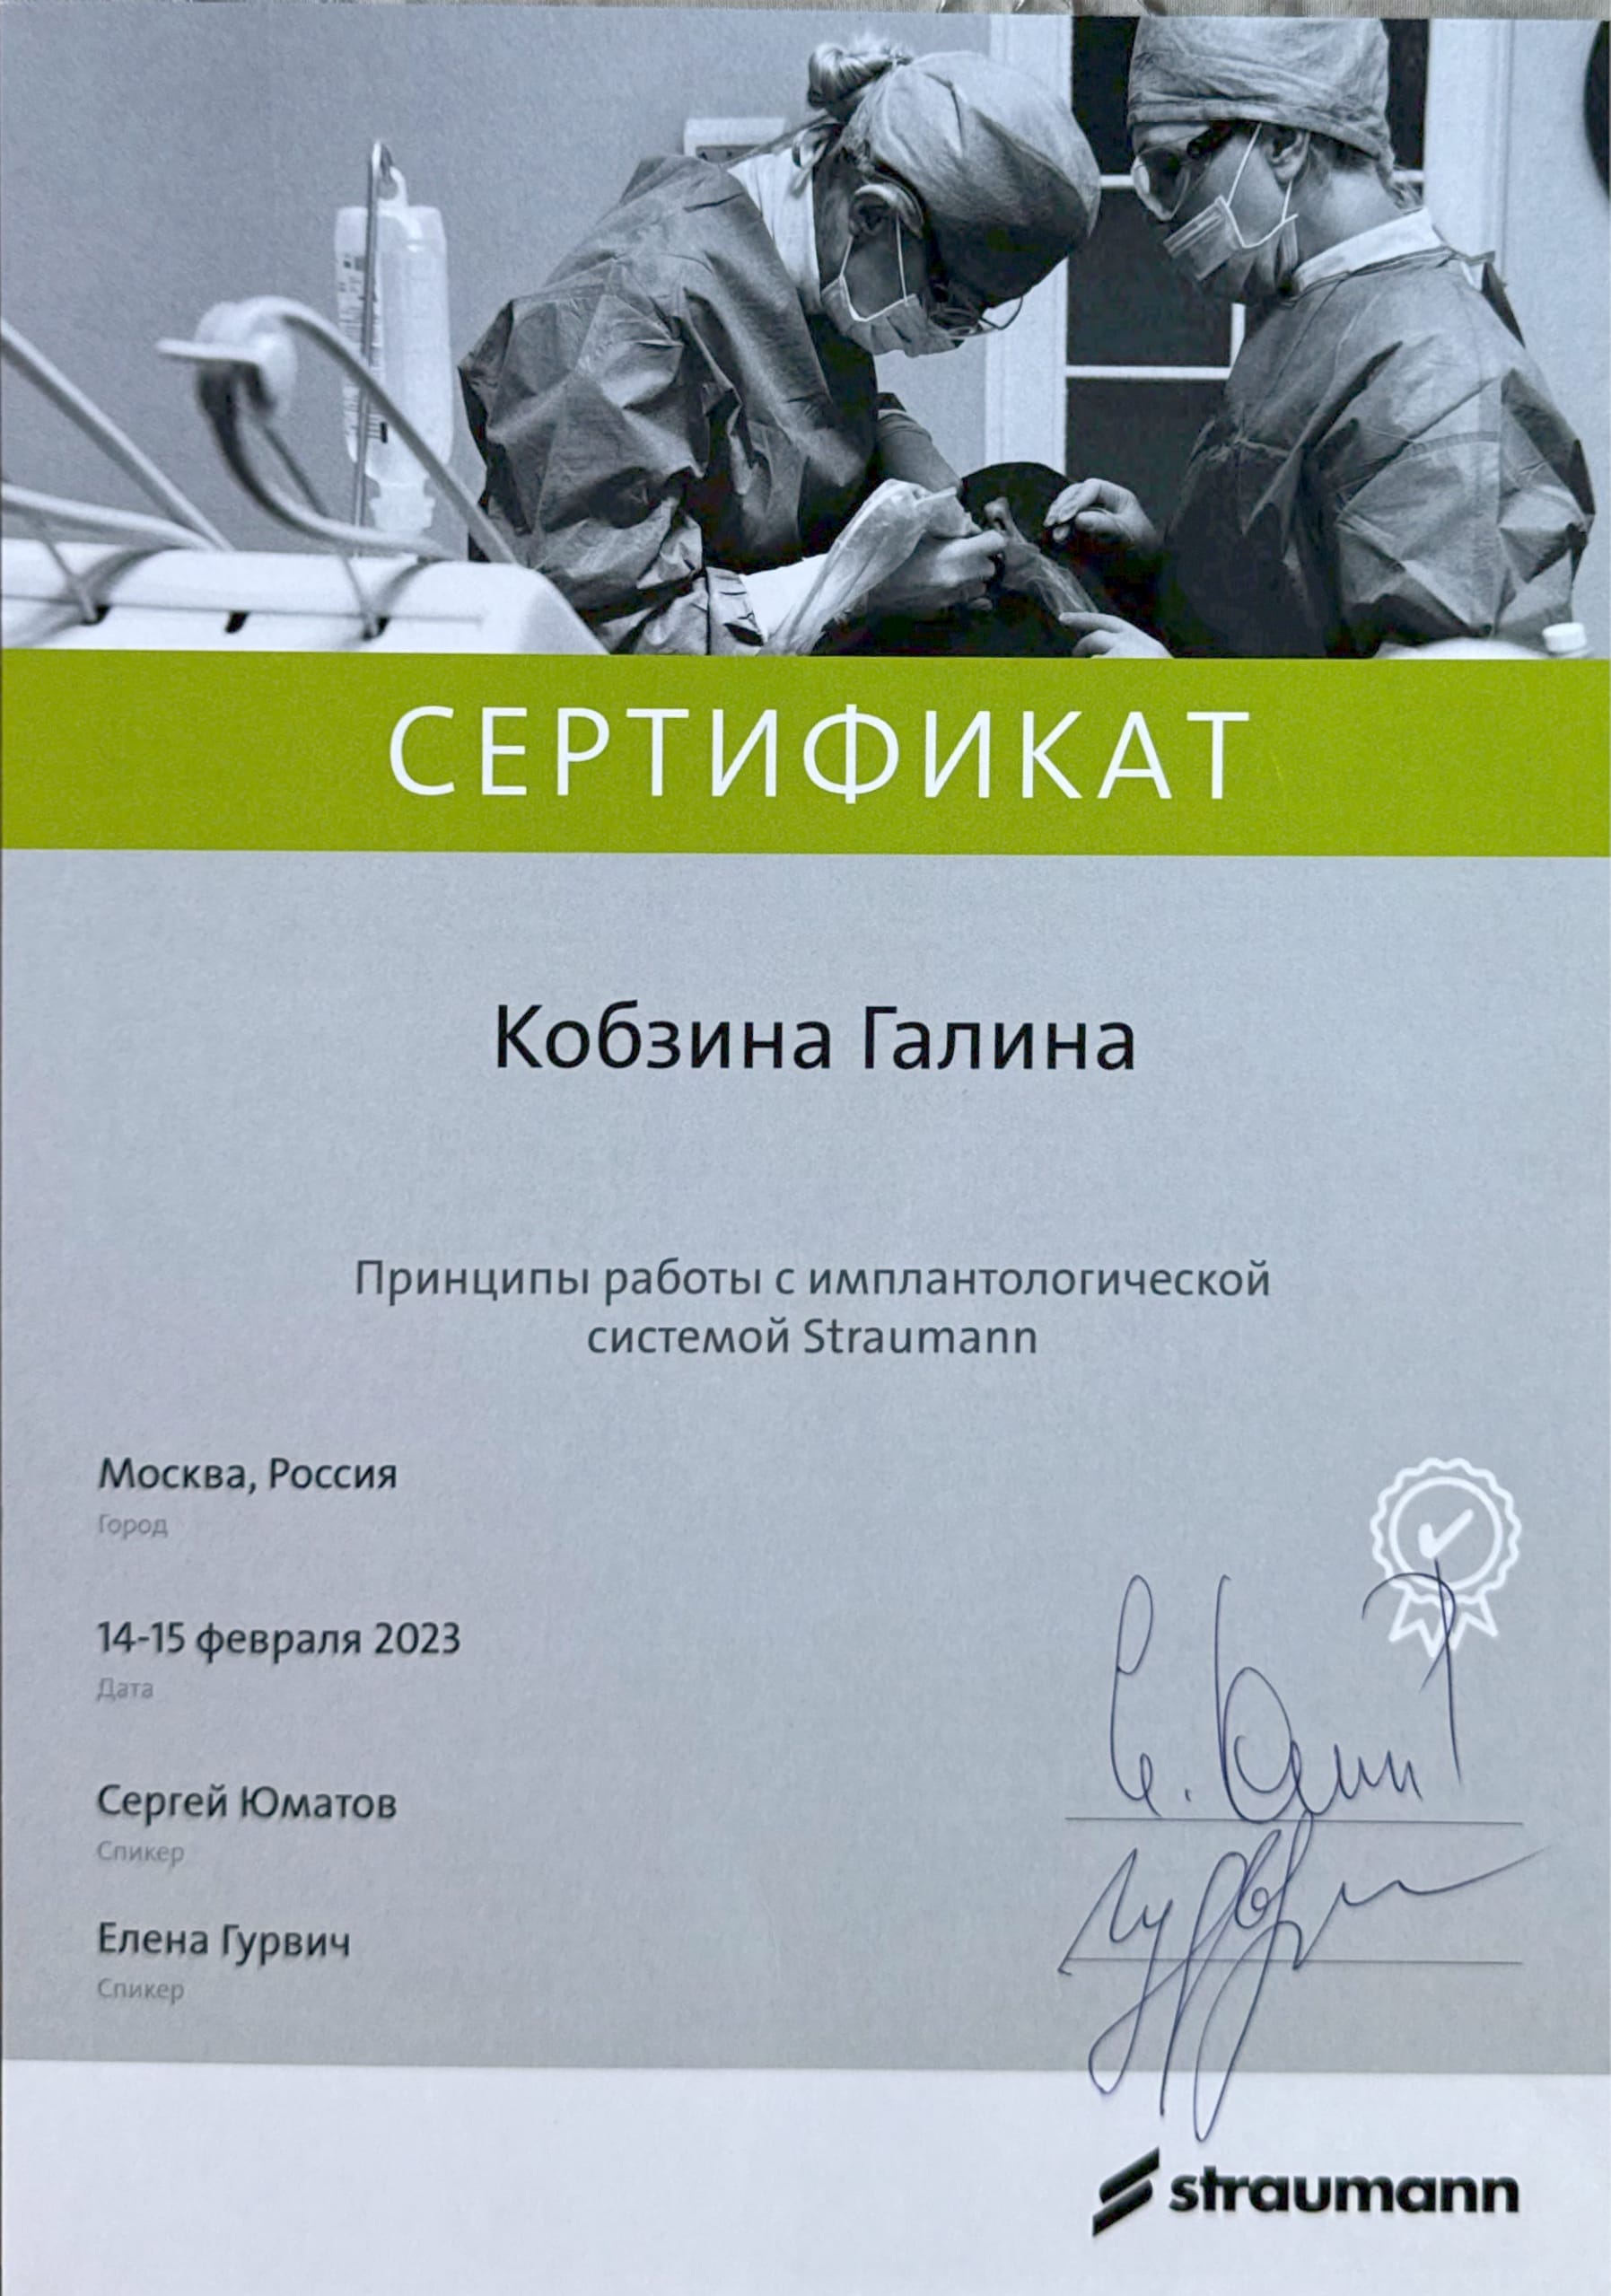 СЕРТИФИКАТ
Кобзина Галина
Принципы работы с имплантологической
системой Straumann
Москва, Россия
Город
14-15 февраля 2023
Дата
Сергей Юматов
Спикер
Елена Гурвич
Спикер
straumann